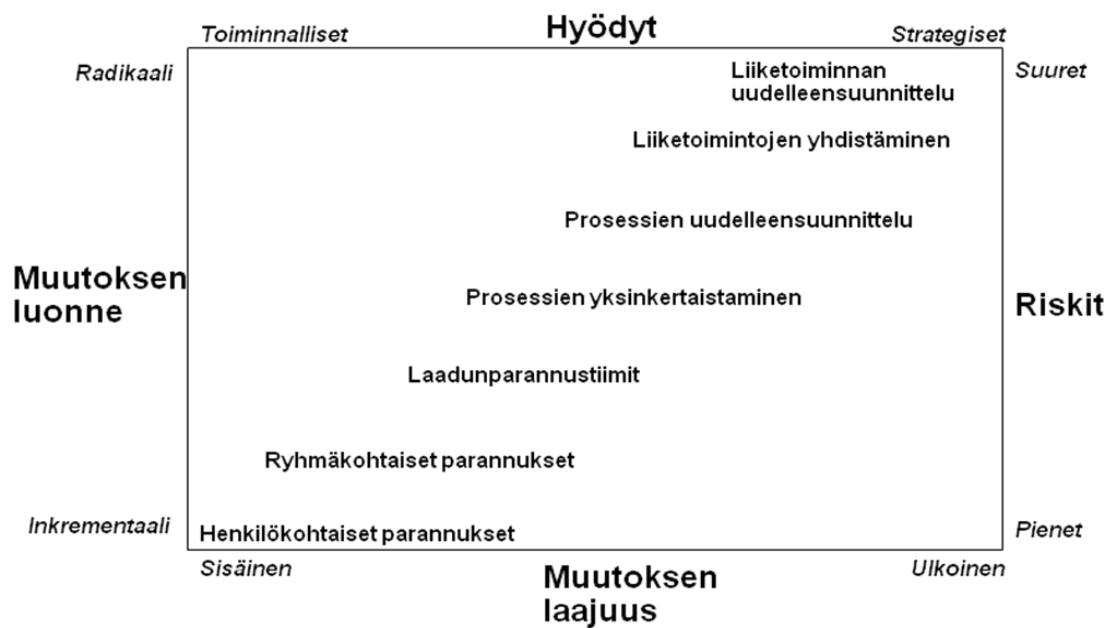 Hyödyt
Toiminnalliset
Strategiset
Radikaali
Suuret
Liiketoiminnan
uudelleensuunnittelu
Liiketoimintojen yhdistäminen
Prosessien uudelleensuunnittelu
Muutoksen
luonne
Prosessien yksinkertaistaminen
Riskit
Laadunparannustiimit
Ryhmäkohtaiset parannukset
Inkrementaali
Henkilökohtaiset parannukset
Pienet
Sisäinen
Ulkoinen
Muutoksen
laajuus